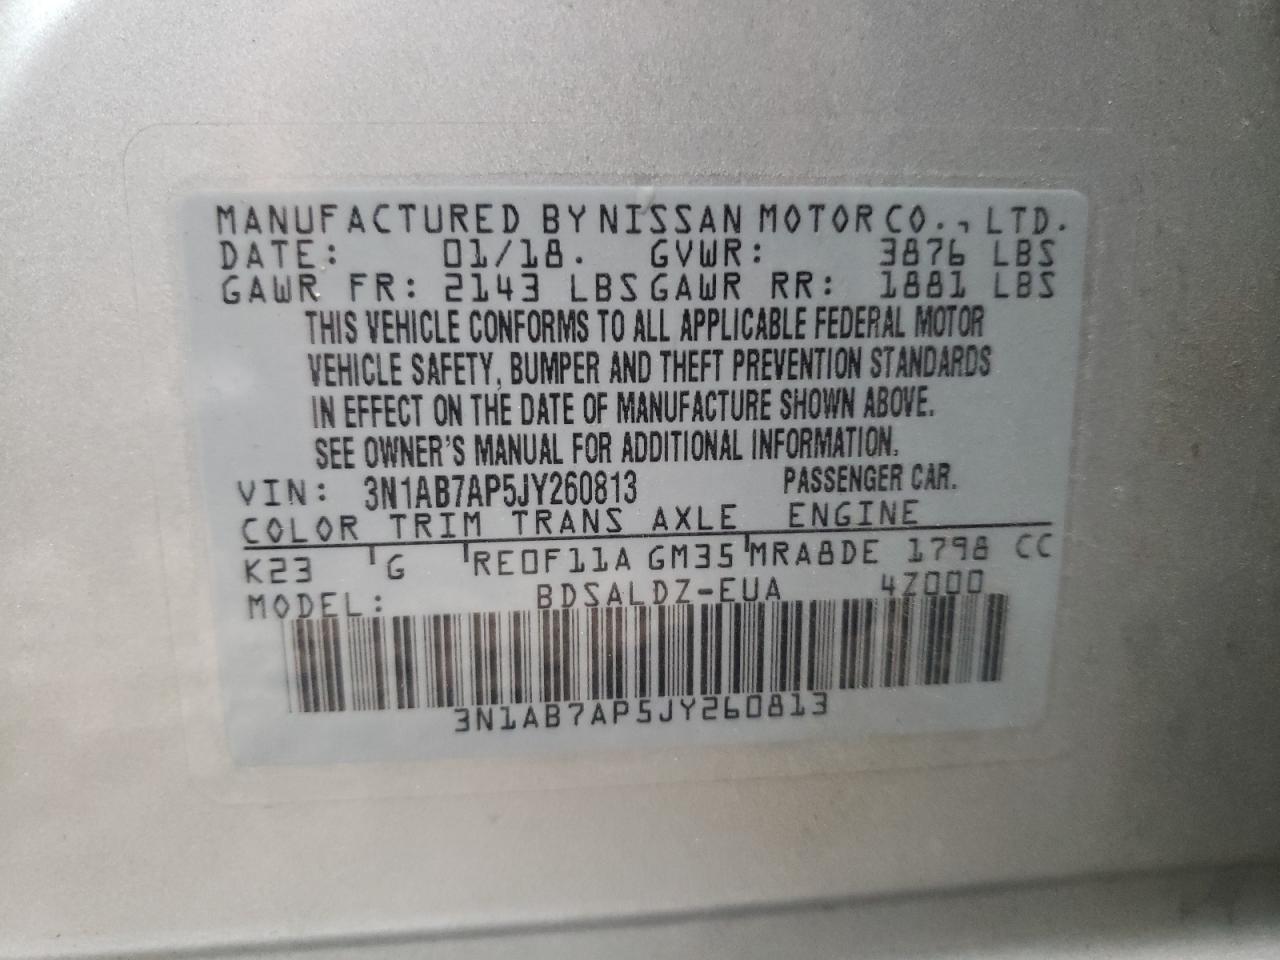 MANUFACTURED BY NISSAN MOTOR CO., LTD.
DATE: 01/18. GVWR: 3876 LBS
GAWR FR: 2143 LBS GAWR RR: 1881 LBS
THIS VEHICLE CONFORMS TO ALL APPLICABLE FEDERAL MOTOR
VEHICLE SAFETY, BUMPER AND THEFT PREVENTION STANDARDS
IN EFFECT ON THE DATE OF MANUFACTURE SHOWN ABOVE.
SEE OWNER'S MANUAL FOR ADDITIONAL INFORMATION.
VIN: 3N1AB7AP5JY260813 PASSENGER CAR.
COLOR TRIM TRANS AXLE ENGINE
K23 G RE0F11A GM35 MRA8DE 1798 CC
MODEL: BDSALDZ-EUA 4Z000
3N1AB7AP5JY260813